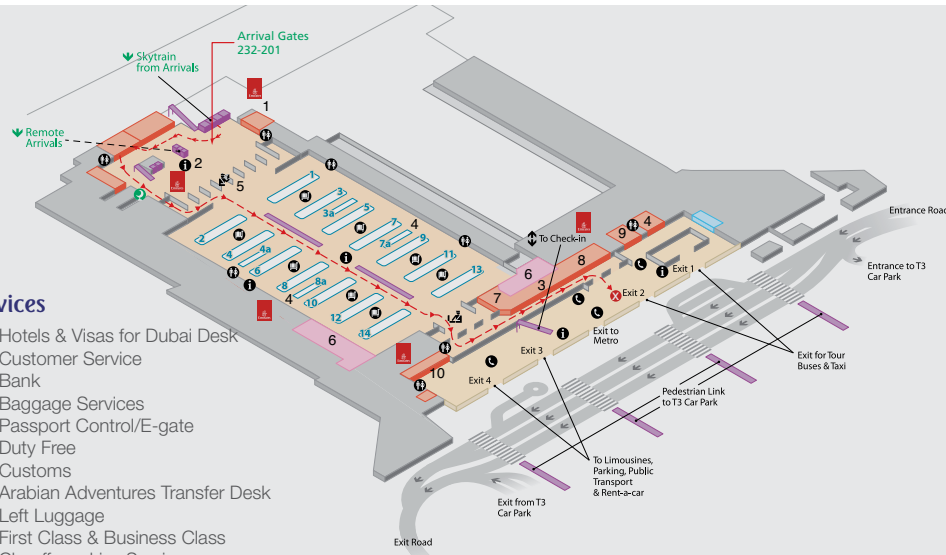 Arrival Gates
232-201
Skytrain
from Arrivals
1
Remote
Arrivals
2
5
1
3
3a
5
7
4
7a
9
11
13
2
4
4a
6
8
8a
4
10
12
14
6
To Check-in
6
7
3
8
9
4
10
Entrance Road
Entrance to T3
Car Park
Exit 1
Exit 2
Exit to
Metro
Exit 3
Exit 4
Exit for Tour
Buses & Taxi
Pedestrian Link
to T3 Car Park
To Limousines,
Parking, Public
Transport
& Rent-a-car
Exit from T3
Car Park
Exit Road
vices
Hotels & Visas for Dubai Desk
Customer Service
Bank
Baggage Services
Passport Control/E-gate
Duty Free
Customs
Arabian Adventures Transfer Desk
Left Luggage
First Class & Business Class